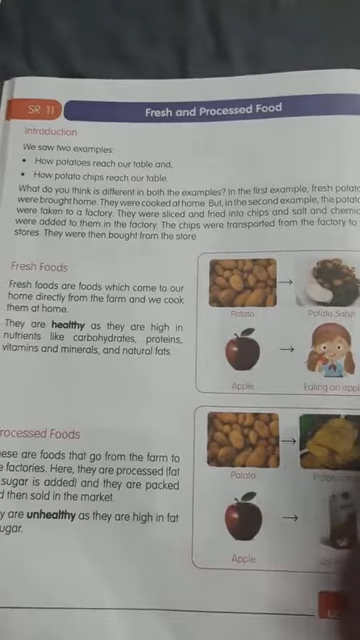 SR 11
Fresh and Processed Food
Introduction
We saw two examples:
• How potatoes reach our table and,
• How potato chips reach our table.
What do you think is different in both the examples? In the first example, fresh potato
were brought home. They were cooked at home. But, in the second example, the potato
were taken to a factory. They were sliced and fried into chips and salt and chemic
were added to them in the factory. The chips were transported from the factory to
stores. They were then bought from the store
Fresh Foods
Fresh foods are foods which come to our
home directly from the farm and we cook
them at home.
They are healthy as they are high in
nutrients like carbohydrates, proteins,
vitamins and minerals, and natural fats.
Potato
Potato Sabzi
Apple
Eating an appl
rocessed Foods
ese are foods that go from the farm to
e factories. Here, they are processed (fat
sugar is added) and they are packed
d then sold in the market.
y are unhealthy as they are high in fat
ugar.
Potato
Apple